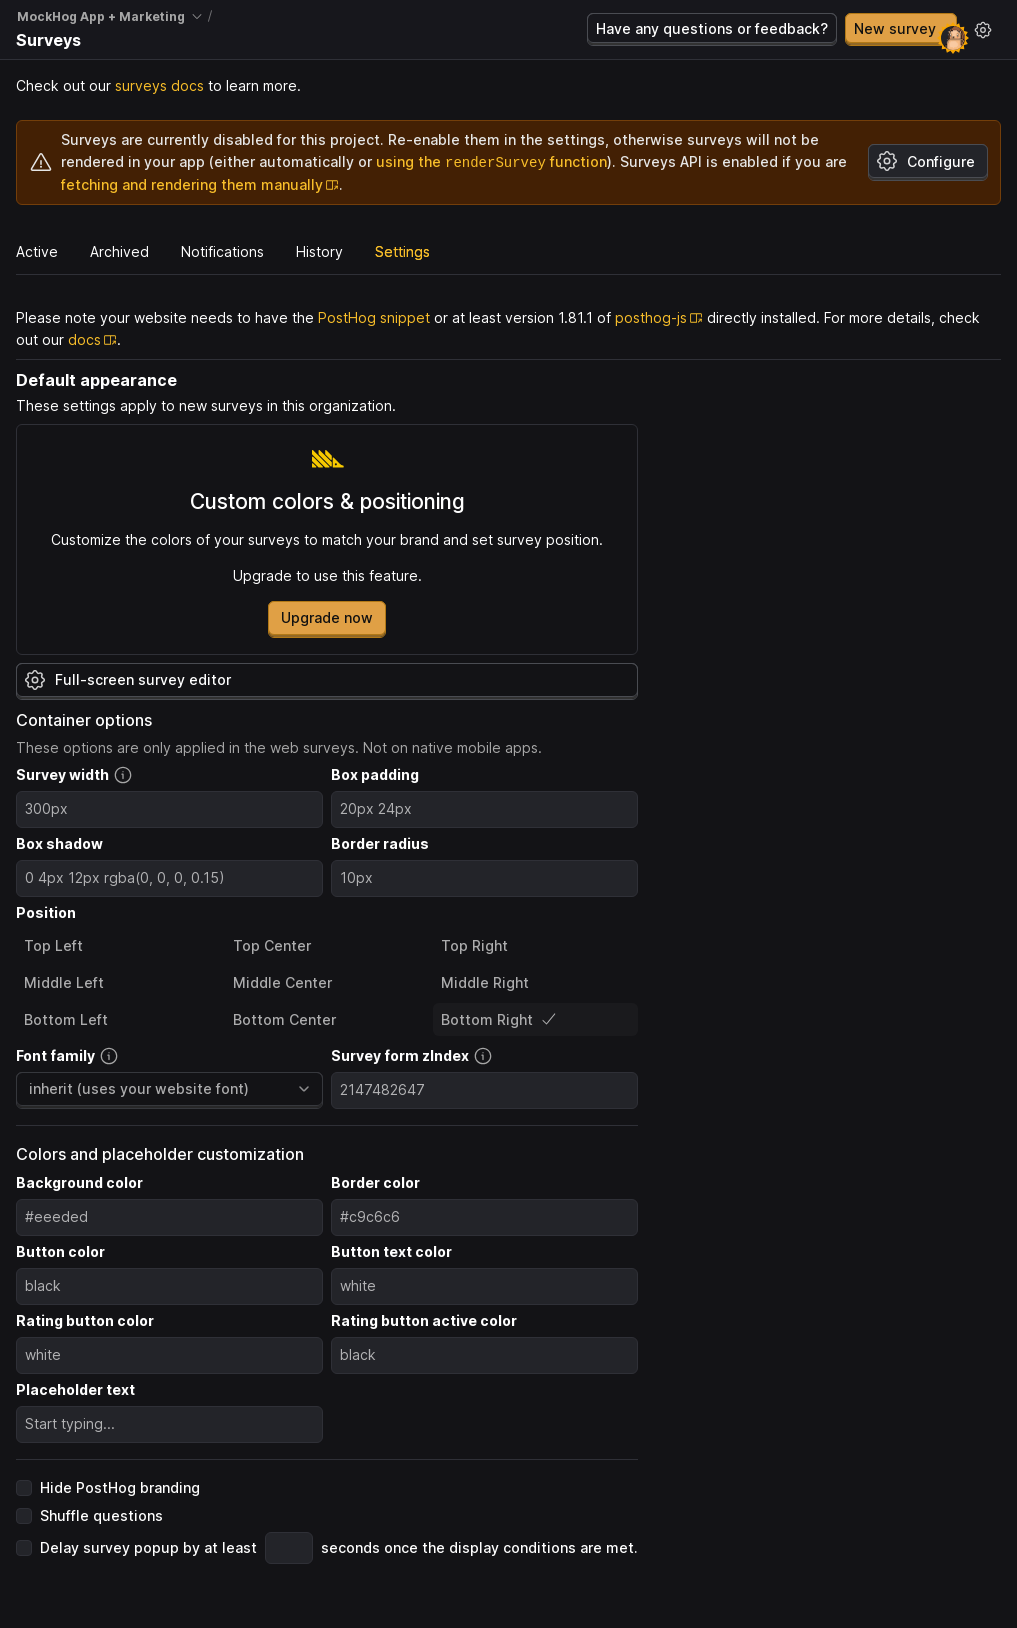 MockHog App + Marketing /
Surveys
Have any questions or feedback?
New survey
Check out our surveys docs to learn more.
Surveys are currently disabled for this project. Re-enable them in the settings, otherwise surveys will not be
rendered in your app (either automatically or using the renderSurvey function). Surveys API is enabled if you are
fetching and rendering them manually.
Configure
Active Archived Notifications History Settings
Please note your website needs to have the PostHog snippet or at least version 1.81.1 of posthog-js directly installed. For more details, check
out our docs.
Default appearance
These settings apply to new surveys in this organization.
Custom colors & positioning
Customize the colors of your surveys to match your brand and set survey position.
Upgrade to use this feature.
Upgrade now
Full-screen survey editor
Container options
These options are only applied in the web surveys. Not on native mobile apps.
Survey width Box padding
300px 20px 24px
Box shadow Border radius
0 4px 12px rgba(0, 0, 0, 0.15) 10px
Position
Top Left Top Center Top Right
Middle Left Middle Center Middle Right
Bottom Left Bottom Center Bottom Right
Font family Survey form zIndex
inherit (uses your website font) 2147482647
Colors and placeholder customization
Background color Border color
#eeeded #c9c6c6
Button color Button text color
black white
Rating button color Rating button active color
white black
Placeholder text
Start typing...
Hide PostHog branding
Shuffle questions
Delay survey popup by at least seconds once the display conditions are met.